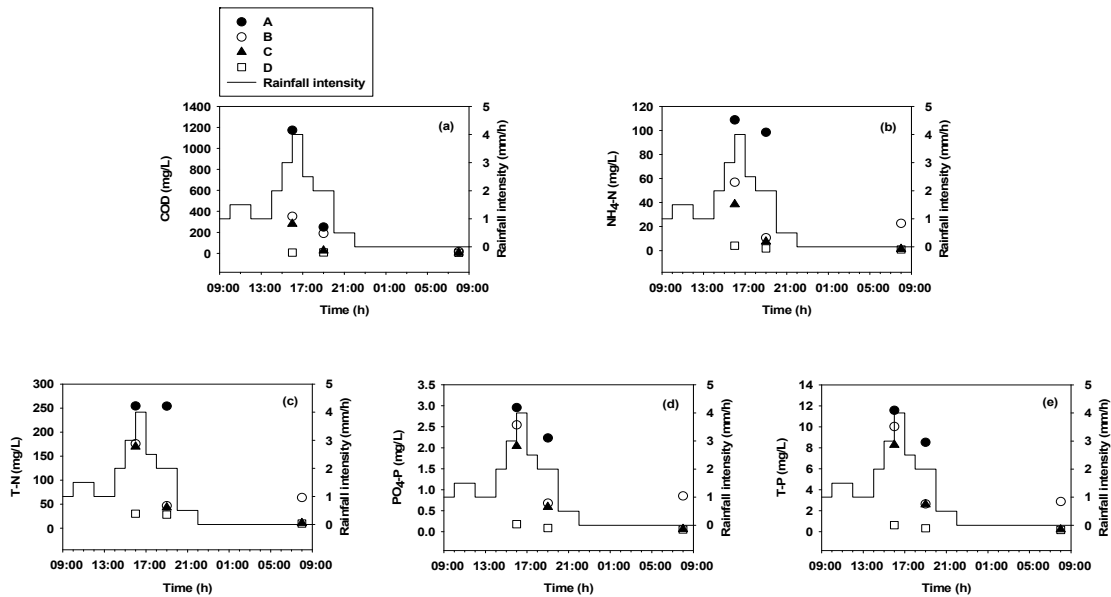 A
B
C
D
Rainfall intensity
(a)
COD (mg/L)
1400
1200
1000
800
600
400
200
0
Rainfall intensity (mm/h)
5
4
3
2
1
0
09:00 13:00 17:00 21:00 01:00 05:00 09:00
Time (h)
(b)
NH4-N (mg/L)
120
100
80
60
40
20
0
Rainfall intensity (mm/h)
5
4
3
2
1
0
09:00 13:00 17:00 21:00 01:00 05:00 09:00
Time (h)
(c)
T-N (mg/L)
300
250
200
150
100
50
0
Rainfall intensity (mm/h)
5
4
3
2
1
0
09:00 13:00 17:00 21:00 01:00 05:00 09:00
Time (h)
(d)
PO4-P (mg/L)
3.5
3.0
2.5
2.0
1.5
1.0
0.5
0.0
Rainfall intensity (mm/h)
5
4
3
2
1
0
09:00 13:00 17:00 21:00 01:00 05:00 09:00
Time (h)
(e)
T-P (mg/L)
14
12
10
8
6
4
2
0
Rainfall intensity (mm/h)
5
4
3
2
1
0
09:00 13:00 17:00 21:00 01:00 05:00 09:00
Time (h)